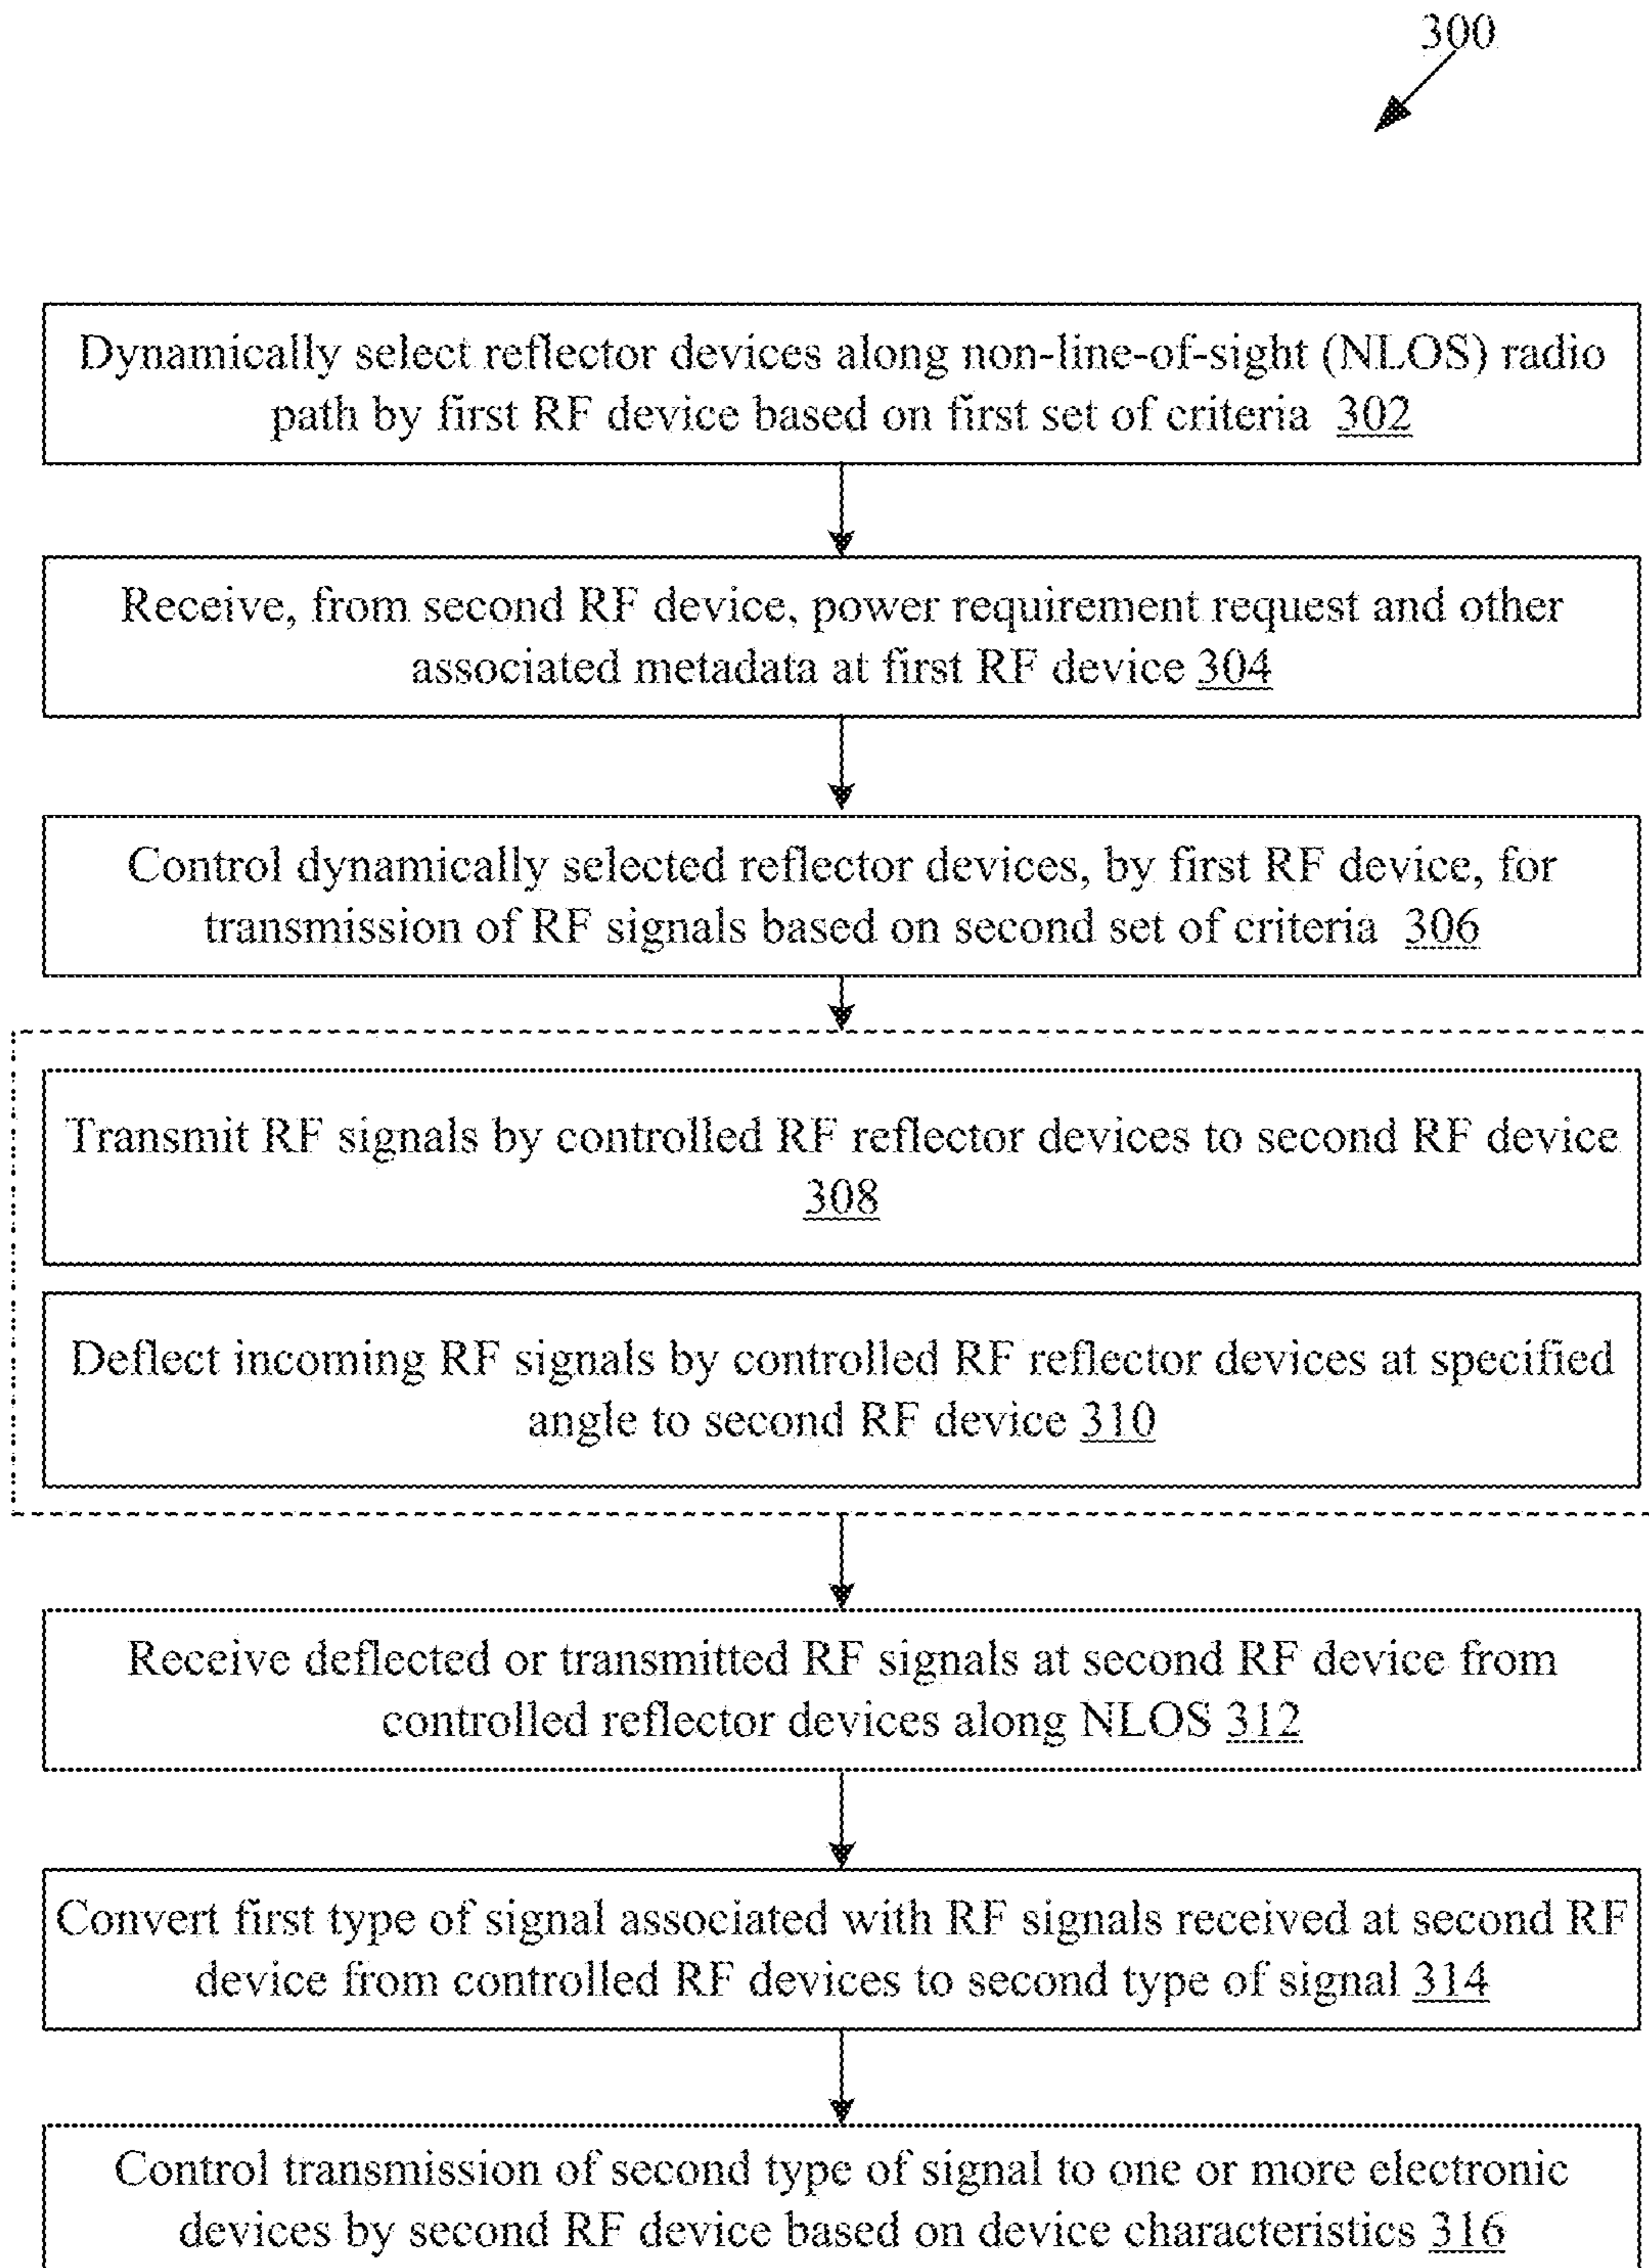 300
Dynamically select reflector devices along non-line-of-sight (NLOS) radio
path by first RF device based on first set of criteria 302
Receive, from second RF device, power requirement request and other
associated metadata at first RF device 304
Control dynamically selected reflector devices, by first RF device, for
transmission of RF signals based on second set of criteria 306
Transmit RF signals by controlled RF reflector devices to second RF device
308
Deflect incoming RF signals by controlled RF reflector devices at specified
angle to second RF device 310
Receive deflected or transmitted RF signals at second RF device from
controlled reflector devices along NLOS 312
Convert first type of signal associated with RF signals received at second RF
device from controlled RF devices to second type of signal 314
Control transmission of second type of signal to one or more electronic
devices by second RF device based on device characteristics 316